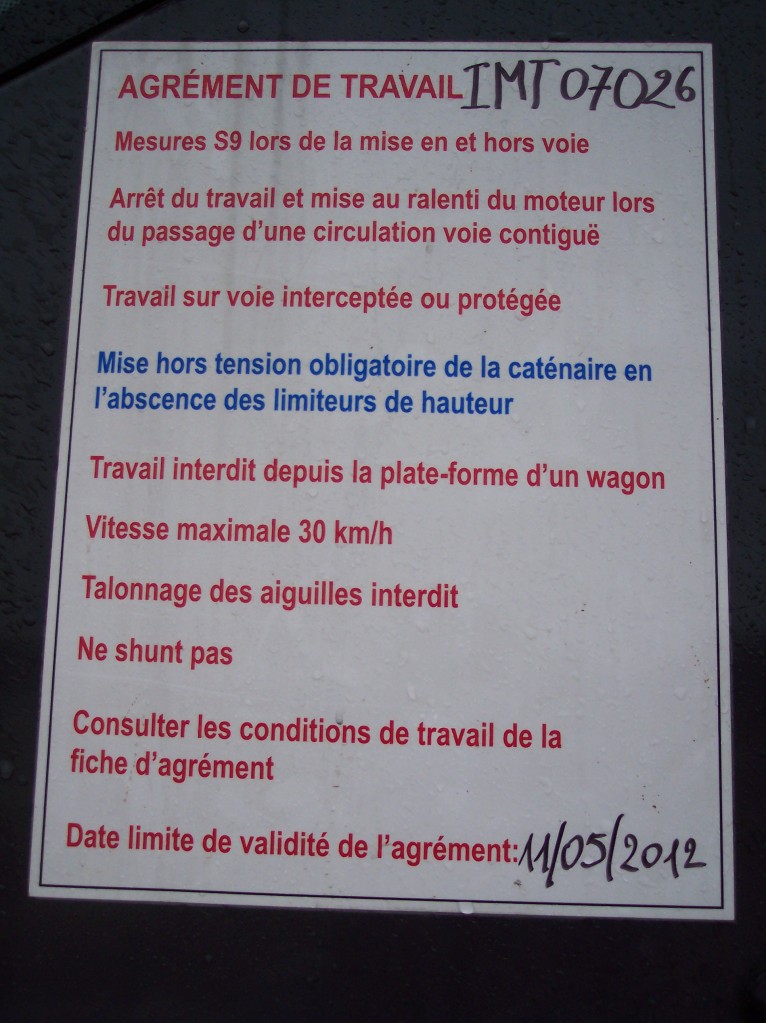 AGRÉMENT DE TRAVAIL IMT 07026
Mesures S9 lors de la mise en et hors voie
Arrêt du travail et mise au ralenti du moteur lors
du passage d'une circulation voie contiguë
Travail sur voie interceptée ou protégée
Mise hors tension obligatoire de la caténaire en
l'abscence des limiteurs de hauteur
Travail interdit depuis la plate-forme d'un wagon
Vitesse maximale 30 km/h
Talonnage des aiguilles interdit
Ne shunt pas
Consulter les conditions de travail de la
fiche d'agrément
Date limite de validité de l'agrément: 11/05/2012